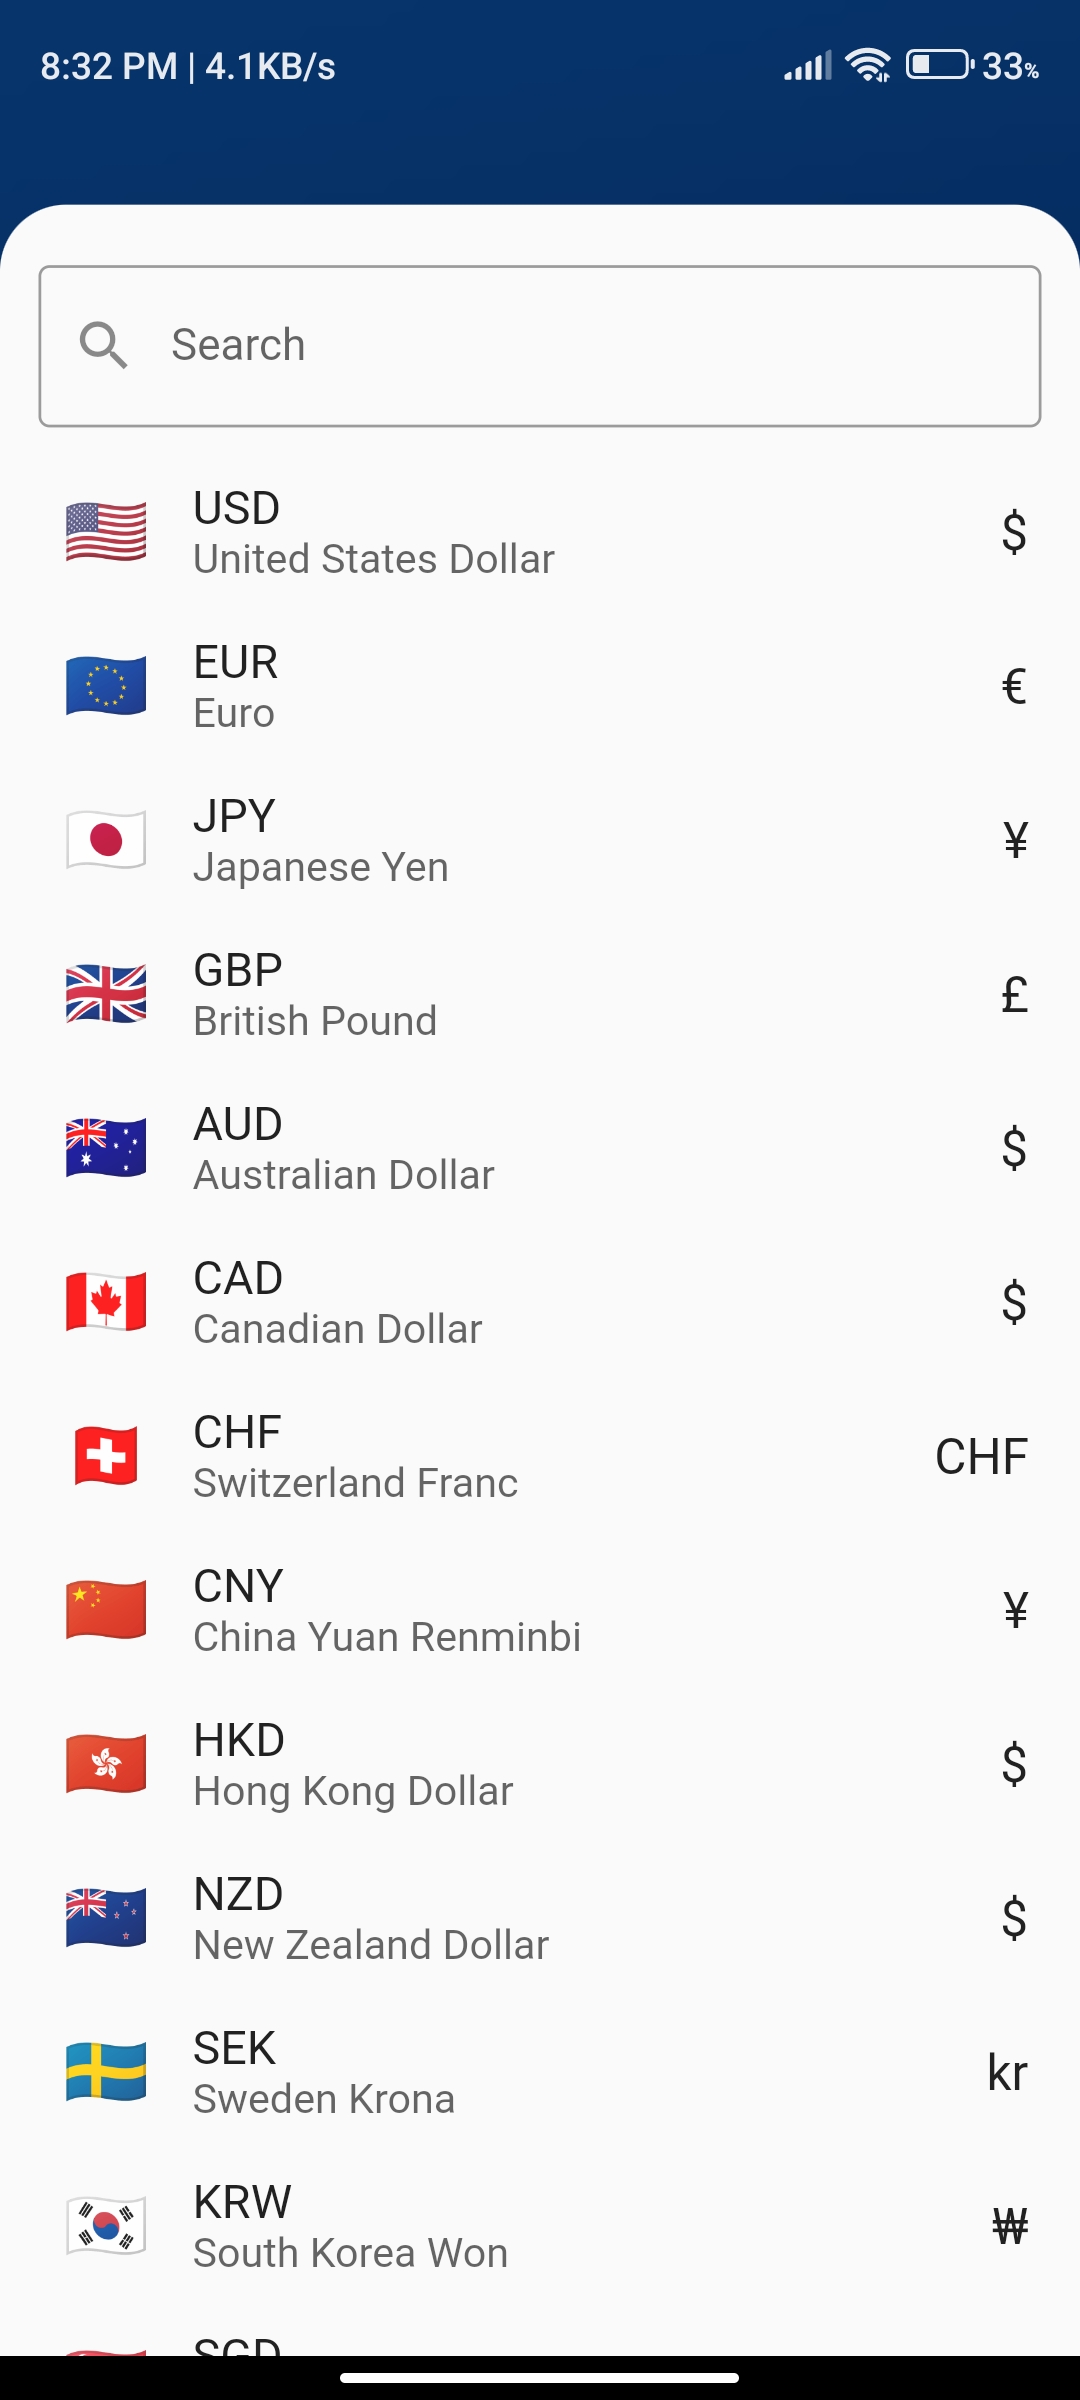 8:32 PM | 4.1KB/s 33%
Search
USD
United States Dollar
$
EUR
Euro
€
JPY
Japanese Yen
¥
GBP
British Pound
£
AUD
Australian Dollar
$
CAD
Canadian Dollar
$
CHF
Switzerland Franc
CHF
CNY
China Yuan Renminbi
¥
HKD
Hong Kong Dollar
$
NZD
New Zealand Dollar
$
SEK
Sweden Krona
kr
KRW
South Korea Won
₩
SGD